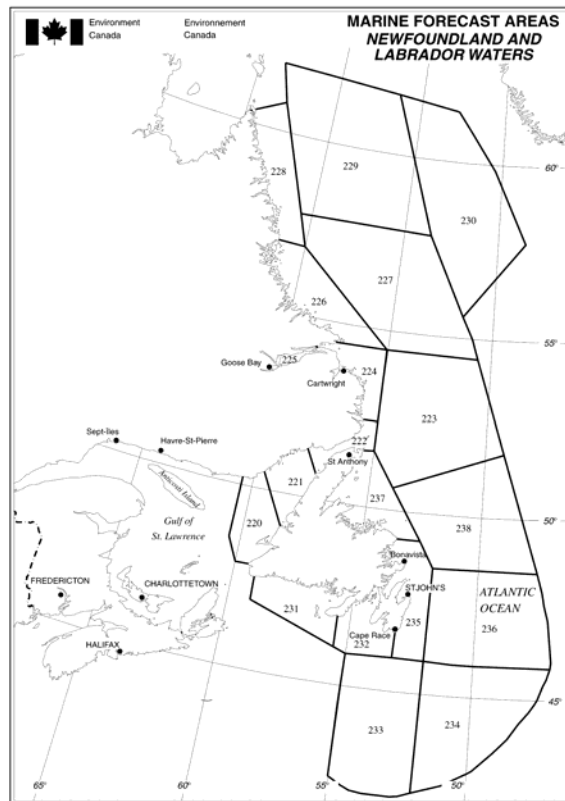 Environment
Canada
Environnement
Canada
MARINE FORECAST AREAS
NEWFOUNDLAND AND
LABRADOR WATERS
60°
228
229
230
227
226
55°
Goose Bay
225
224
Cartwright
223
222
Sept-Iles
Havre-St-Pierre
St Anthony
221
237
Anticosti Island
Gulf of
St. Lawrence
220
238
50°
Bonavista
FREDERICTON
CHARLOTTETOWN
STJOHN'S
ATLANTIC
OCEAN
231
235
236
Cape Race
232
HALIFAX
45°
233
234
65°
60°
55°
50°